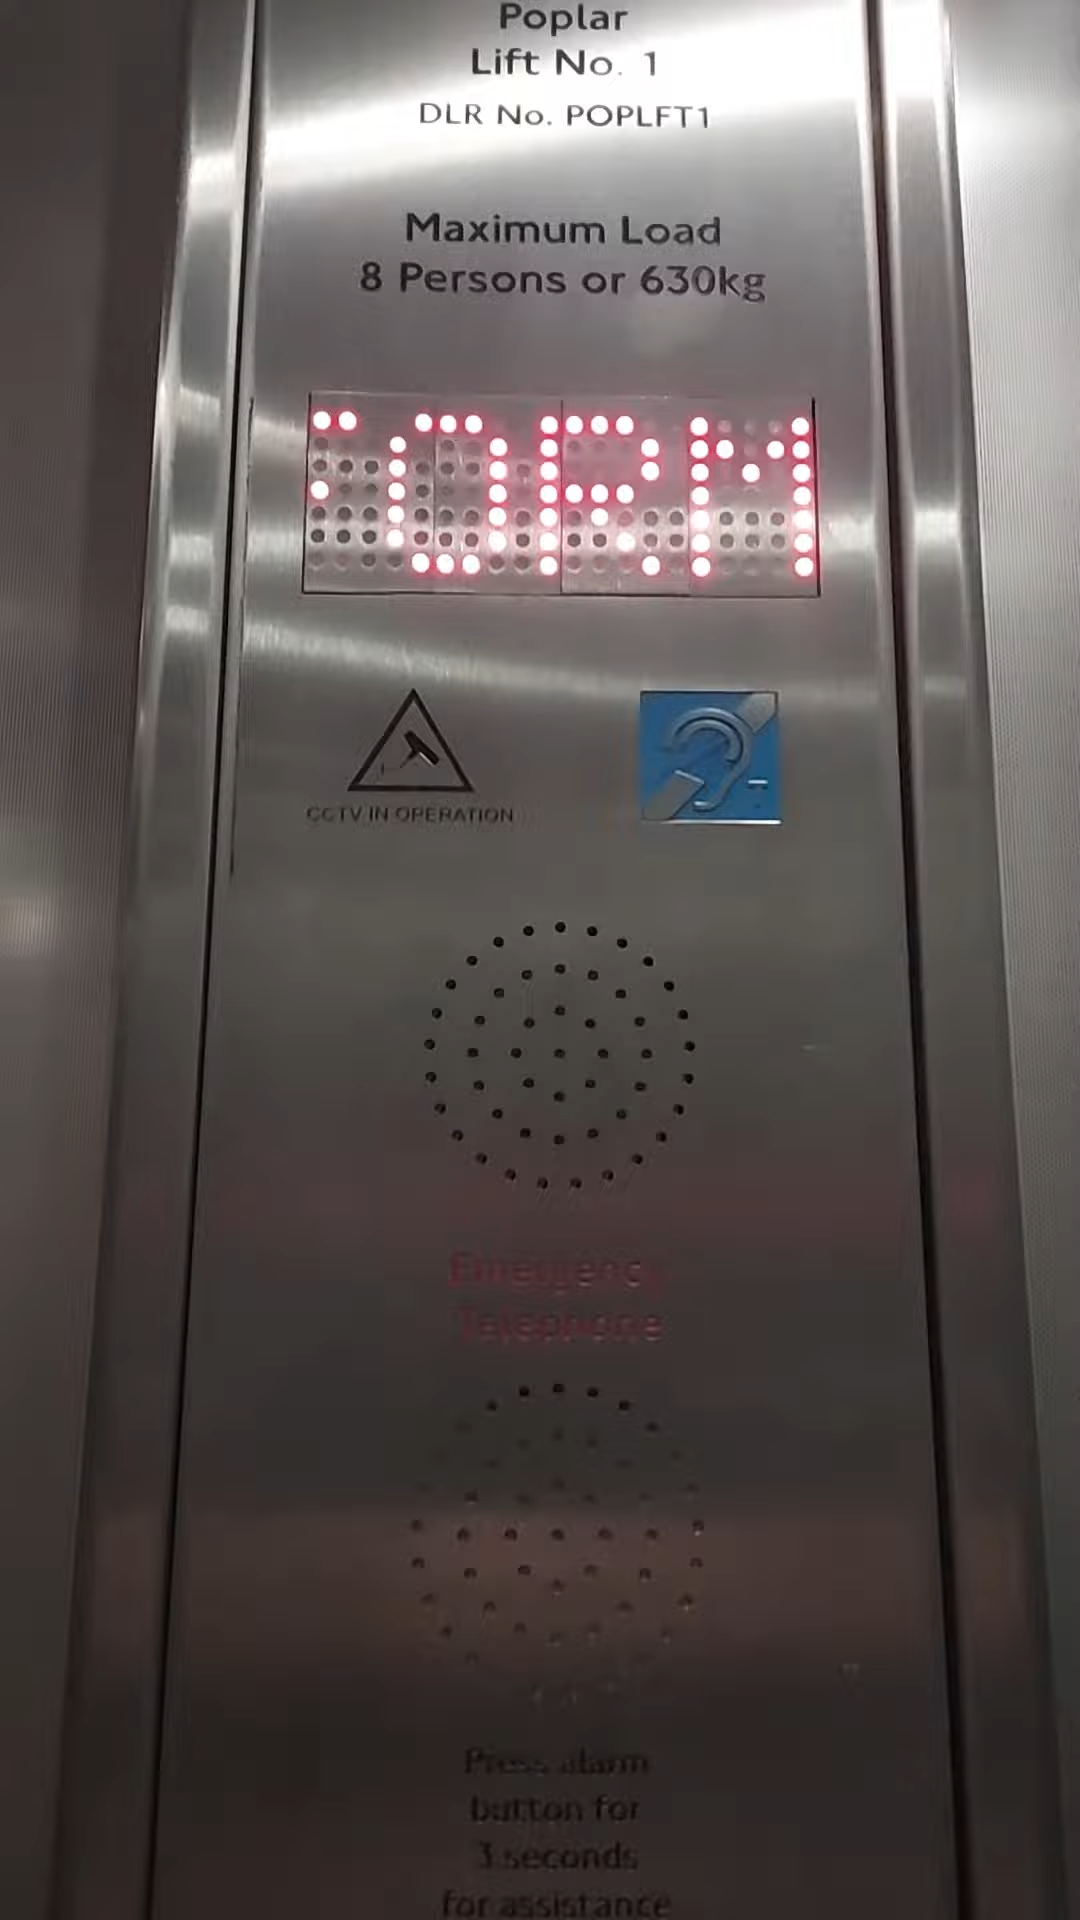 Poplar
Lift No. 1
DLR No. POPLFT1
Maximum Load
8 Persons or 630kg
FORM
CCTV IN OPERATION
T
Emergency
Telephone
Press alarm
button for
3 seconds
for assistance